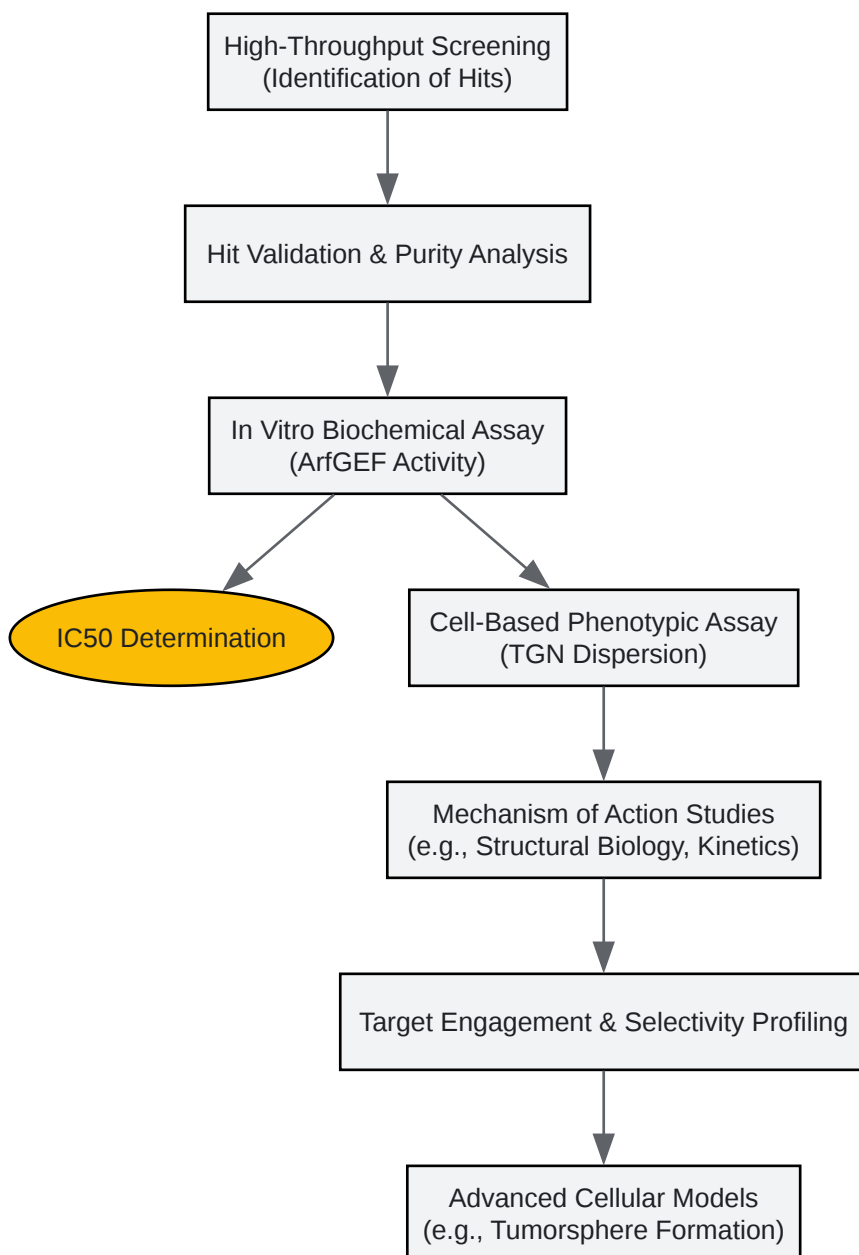 High-Throughput Screening
(Identification of Hits)
Hit Validation & Purity Analysis
In Vitro Biochemical Assay
(ArfGEF Activity)
IC50 Determination
Cell-Based Phenotypic Assay
(TGN Dispersion)
Mechanism of Action Studies
(e.g., Structural Biology, Kinetics)
Target Engagement & Selectivity Profiling
Advanced Cellular Models
(e.g., Tumorsphere Formation)